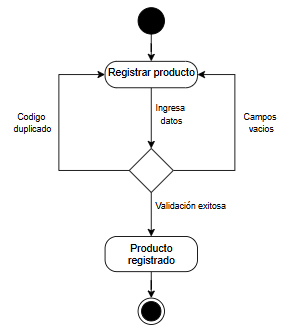 Registrar producto
Ingresa
datos
Codigo
duplicado
Campos
vacios
Validación exitosa
Producto
registrado